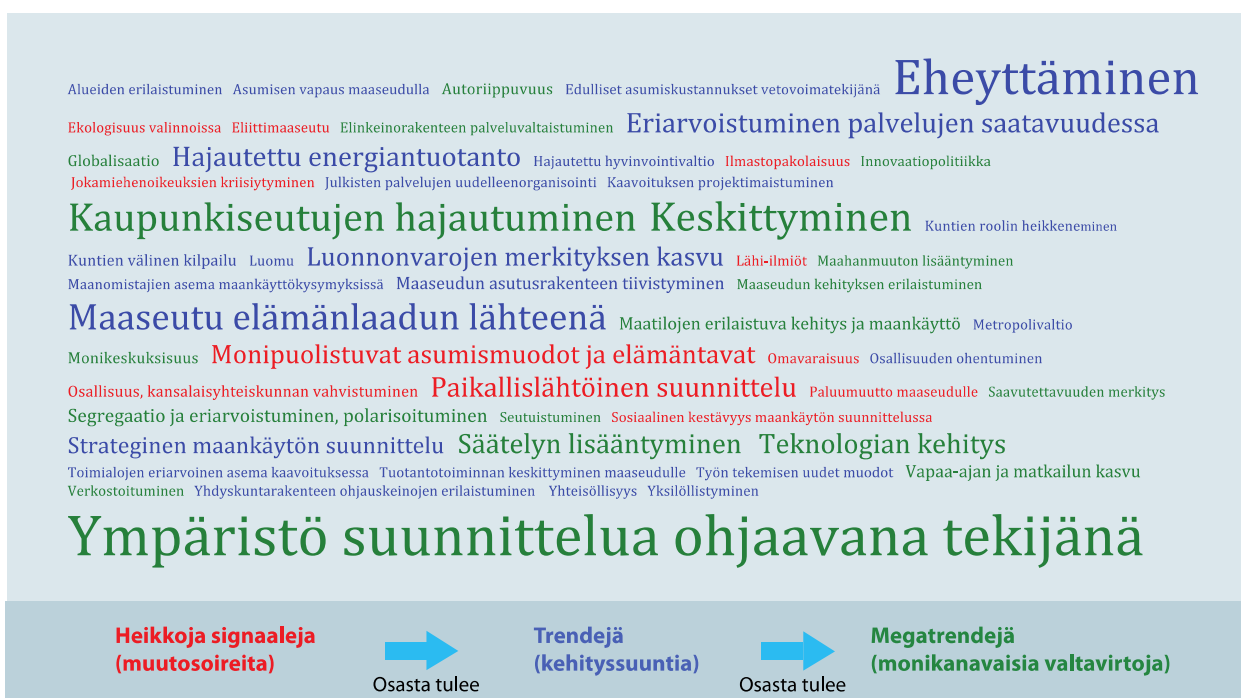 Alueiden erilaistuminen Asumisen vapaus maaseudulla Autoriippuvuus Edulliset asumiskustannukset vetovoimatekijänä Eheyttäminen
Ekologisuus valinnoissa Eliittimaaseutu Elinkeinorakenteen palveluvaltaistuminen Eriarvoistuminen palvelujen saatavuudessa
Globalisaatio Hajautettu energiantuotanto Hajautettu hyvinvointivaltio Ilmastopakolaisuus Innovaatiopolitiikka
Jokamiehenoikeuksien kriisiytyminen Julkisten palvelujen uudelleenorganisointi Kaavoituksen projektimaistuminen
Kaupunkiseutujen hajautuminen Keskittyminen Kuntien roolin heikkeneminen
Kuntien välinen kilpailu Luomu Luonnonvarojen merkityksen kasvu Lähi-ilmiöt Maahanmuuton lisääntyminen
Maanomistajien asema maankäyttökysymyksissä Maaseudun asutusrakenteen tiivistyminen Maaseudun kehityksen erilaistuminen
Maaseutu elämänlaadun lähteenä Maatilojen erilaistuva kehitys ja maankäyttö Metropolivaltio
Monikeskuksisuus Monipuolistuvat asumismuodot ja elämäntavat Omavaraisuus Osallisuuden ohentuminen
Osallisuus, kansalaisyhteiskunnan vahvistuminen Paikallislähtöinen suunnittelu Paluumuutto maaseudulle Saavutettavuuden merkitys
Segregaatio ja eriarvoistuminen, polarisoituminen Seutuistuminen Sosiaalinen kestävyys maankäytön suunnittelussa
Strateginen maankäytön suunnittelu Säätelyn lisääntyminen Teknologian kehitys
Toimialojen eriarvoinen asema kaavoituksessa Tuotantotoiminnan keskittyminen maaseudulle Työn tekemisen uudet muodot Vapaa-ajan ja matkailun kasvu
Verkostoituminen Yhdyskuntarakenteen ohjauskeinojen erilaistuminen Yhteisöllisyys Yksilöllistyminen
Ympäristö suunnittelua ohjaavana tekijänä
Heikkoja signaaleja
(muutosoireita)
Osasta tulee
Trendejä
(kehityssuuntia)
Osasta tulee
Megatrendejä
(monikanavaisia valtavirtoja)